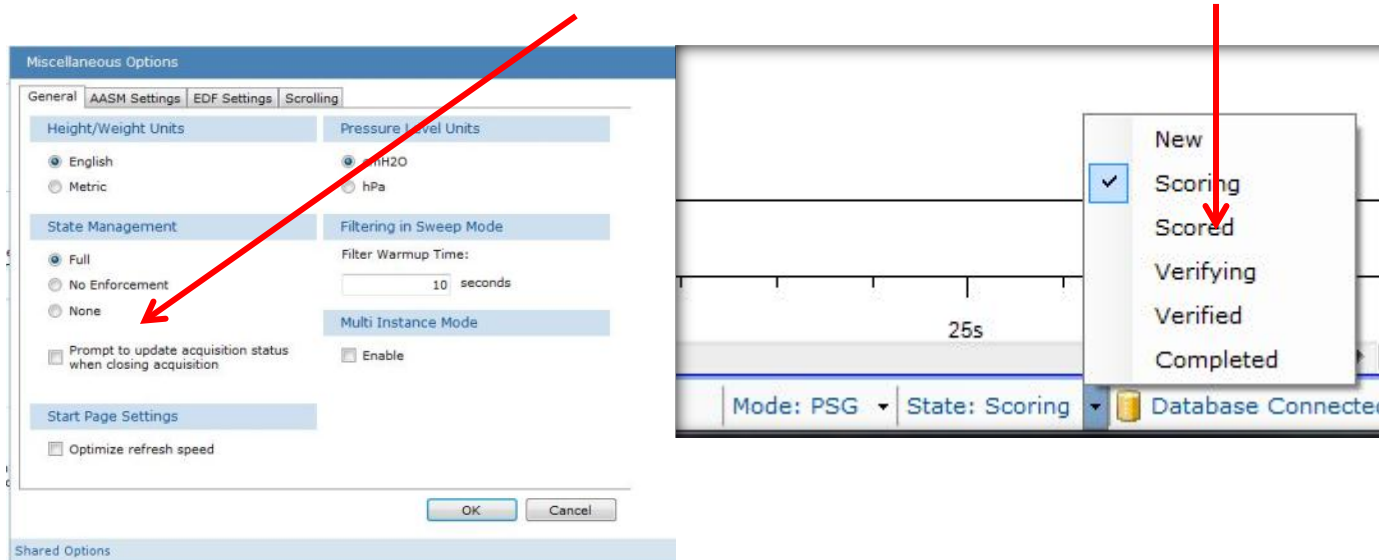 Miscellaneous Options
General AASM Settings EDF Settings Scrolling
Height/Weight Units
English
Metric
State Management
Full
No Enforcement
None
Prompt to update acquisition status
when closing acquisition
Start Page Settings
Optimize refresh speed
Pressure Level Units
cmH2O
hPa
Filtering in Sweep Mode
Filter Warmup Time:
10 seconds
Multi Instance Mode
Enable
OK Cancel
Shared Options
New
Scoring
Scored
Verifying
Verified
Completed
25s
Mode: PSG State: Scoring Database Connected